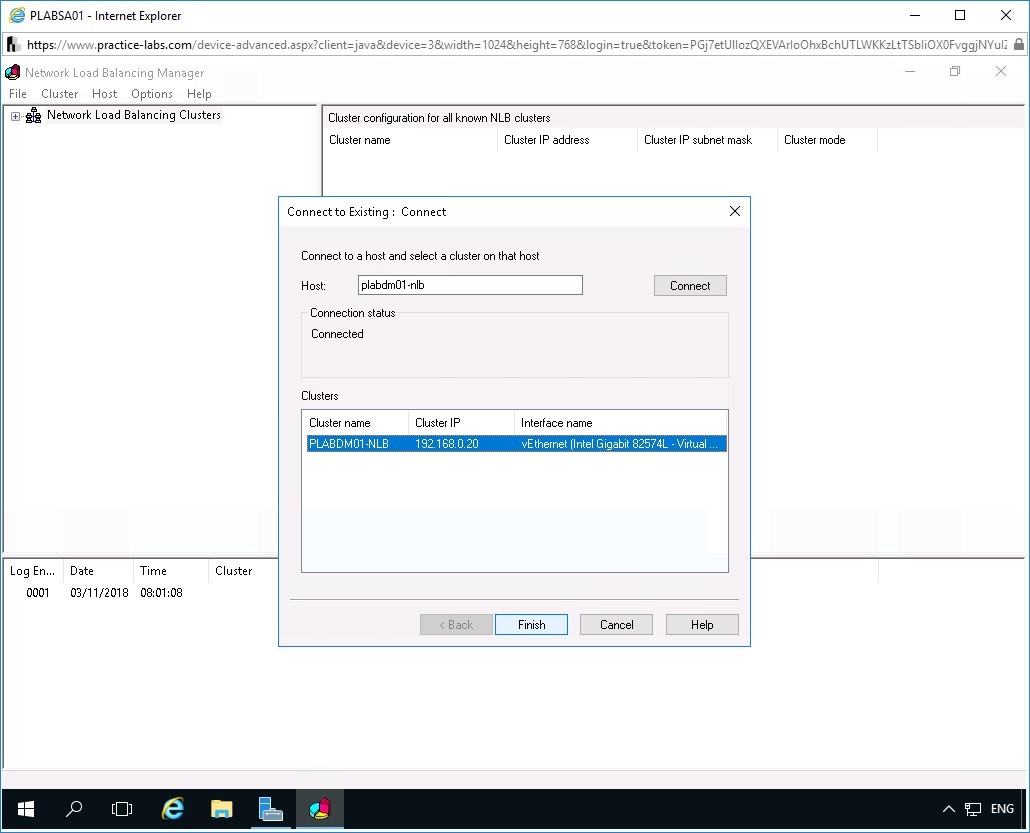 PLABSA01 - Internet Explorer
https://www.practice-labs.com/device-advanced.aspx?client=java&device=3&width=1024&height=768&login=true&token=
Network Load Balancing Manager
File Cluster Host Options Help
Network Load Balancing Clusters
Cluster configuration for all known NLB clusters
Cluster name Cluster IP address Cluster IP subnet mask Cluster mode
Connect to Existing : Connect
Connect to a host and select a cluster on that host
Host: plabdm01-nlb Connect
Connection status
Connected
Clusters
Cluster name Cluster IP Interface name
PLABDM01-NLB 192.168.0.20 vEthernet (Intel Gigabit 82574L - Virtual ...
< Back Finish Cancel Help
Log En... Date Time Cluster
0001 03/11/2018 08:01:08
ENG